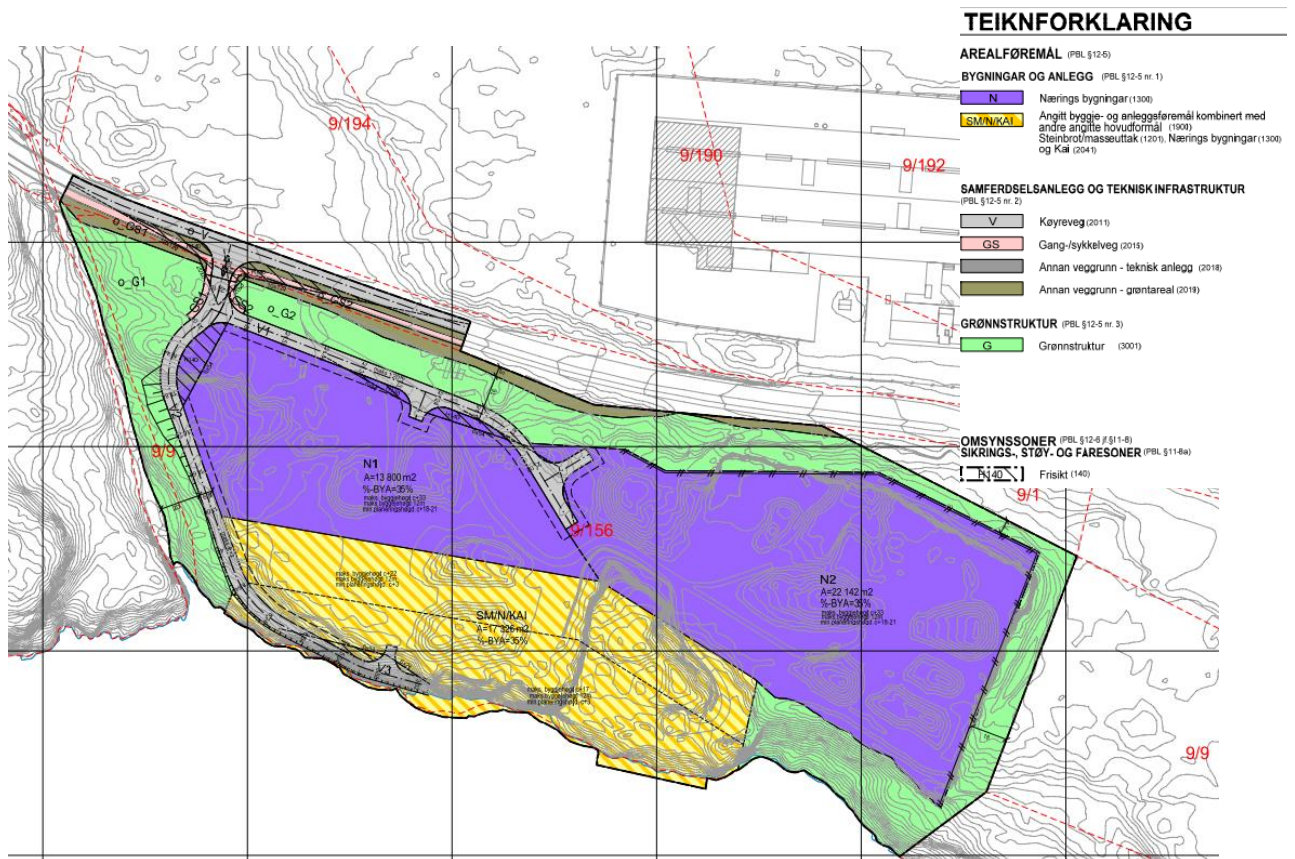 TEIKNFORKLARING
AREALFØREMÅL (PBL §12-5)
BYGNINGAR OG ANLEGG (PBL §12-5 nr. 1)
N Nærings bygningar (1300)
SM/N/KAI Angitt byggje- og anleggsføremål kombinert med
andre angitte hovudformål (1900)
Steinbrot/masseuttak (1201), Nærings bygningar (1300)
og Kai (2041)
SAMFERDSELSANLEGG OG TEKNISK INFRASTRUKTUR
(PBL §12-5 nr. 2)
V Køyreveg (2011)
GS Gang-/sykkelveg (2015)
Annan veggrunn - teknisk anlegg (2018)
Annan veggrunn - grøntareal (2019)
GRØNNSTRUKTUR (PBL §12-5 nr. 3)
G Grønnstruktur (3001)
OMSYNSSONER (PBL §12-6 jf.§11-8)
SIKRINGS-, STØY- OG FARESONER (PBL §11-8a)
H140 Frisikt (140)
9/194
9/190
9/192
o_GS1
o_V
o_G1
o_G2
o_GS2
V1
H140
9/9
N1
A=13 800 m2
%-BYA=35%
9/156
9/1
N2
A=22 142 m2
%-BYA=35%
SM/N/KAI
A=17 326 m2
%-BYA=35%
V3
9/9